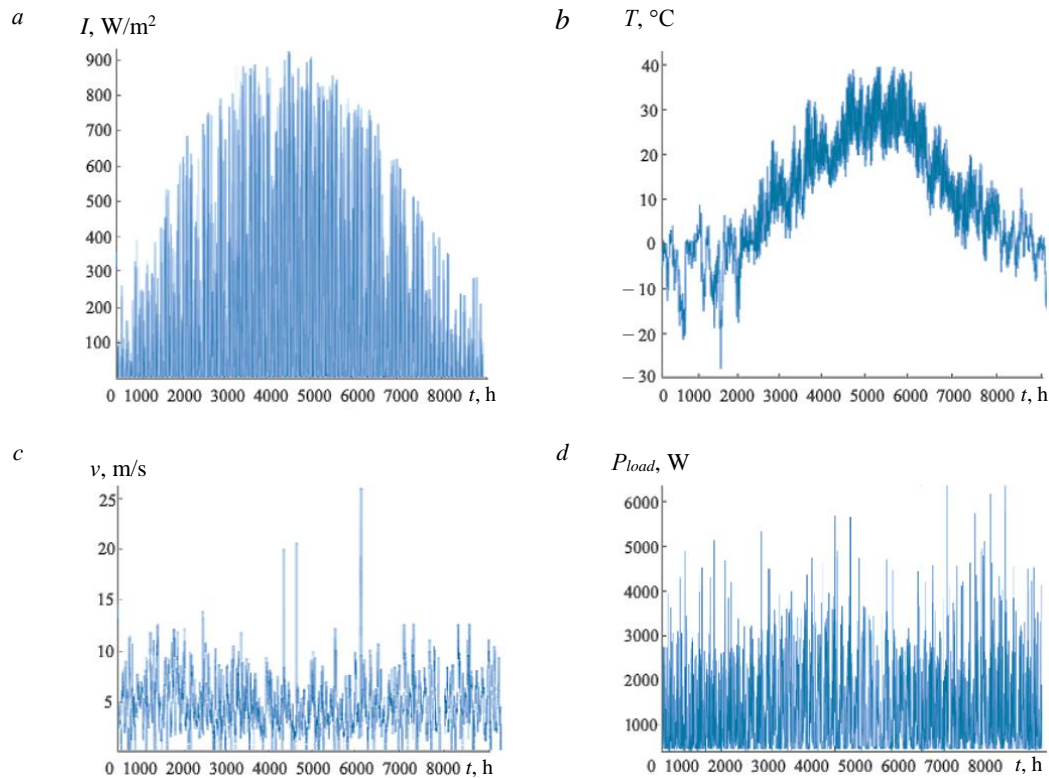 a
I, W/m²
900
800
700
600
500
400
300
200
100
0 1000 2000 3000 4000 5000 6000 7000 8000 t, h
b
T, °C
40
30
20
10
0
−10
−20
−30
0 1000 2000 3000 4000 5000 6000 7000 8000 t, h
c
v, m/s
25
20
15
10
5
0 1000 2000 3000 4000 5000 6000 7000 8000 t, h
d
Pload, W
6000
5000
4000
3000
2000
1000
0 1000 2000 3000 4000 5000 6000 7000 8000 t, h